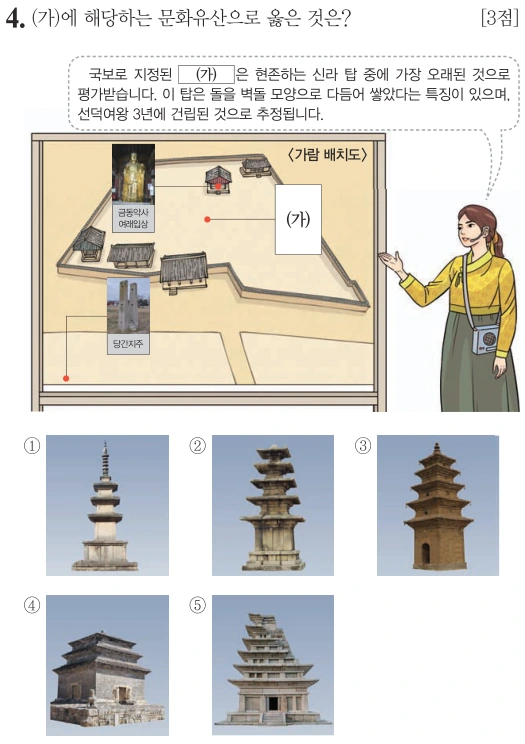 4. (가)에 해당하는 문화유산으로 옳은 것은? [3점]
국보로 지정된 (가) 은 현존하는 신라 탑 중에 가장 오래된 것으로
평가받습니다. 이 탑은 돌을 벽돌 모양으로 다듬어 쌓았다는 특징이 있으며,
선덕여왕 3년에 건립된 것으로 추정됩니다.
〈가람 배치도〉
금동약사
여래입상
(가)
당간지주
① ② ③
④ ⑤